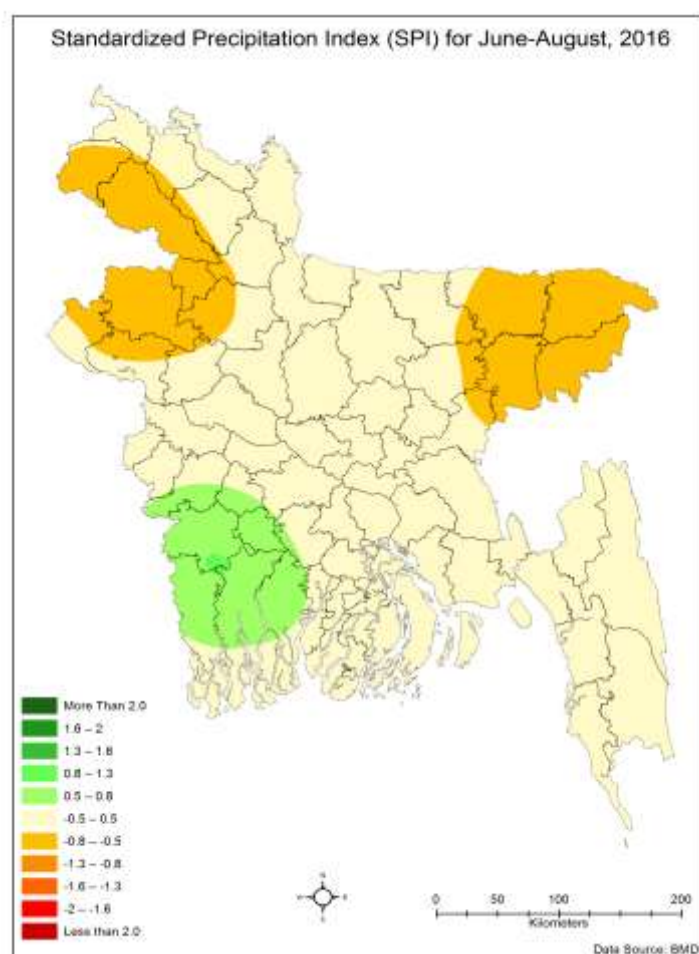 Standardized Precipitation Index (SPI) for June-August, 2016
More Than 2.0
1.6 – 2
1.3 – 1.6
0.8 – 1.3
0.5 – 0.8
-0.5 – 0.5
-0.8 – -0.5
-1.3 – -0.8
-1.6 – -1.3
-2 – -1.6
Less than 2.0
N
S
0 50 100 200
Kilometers
Data Source: BMD